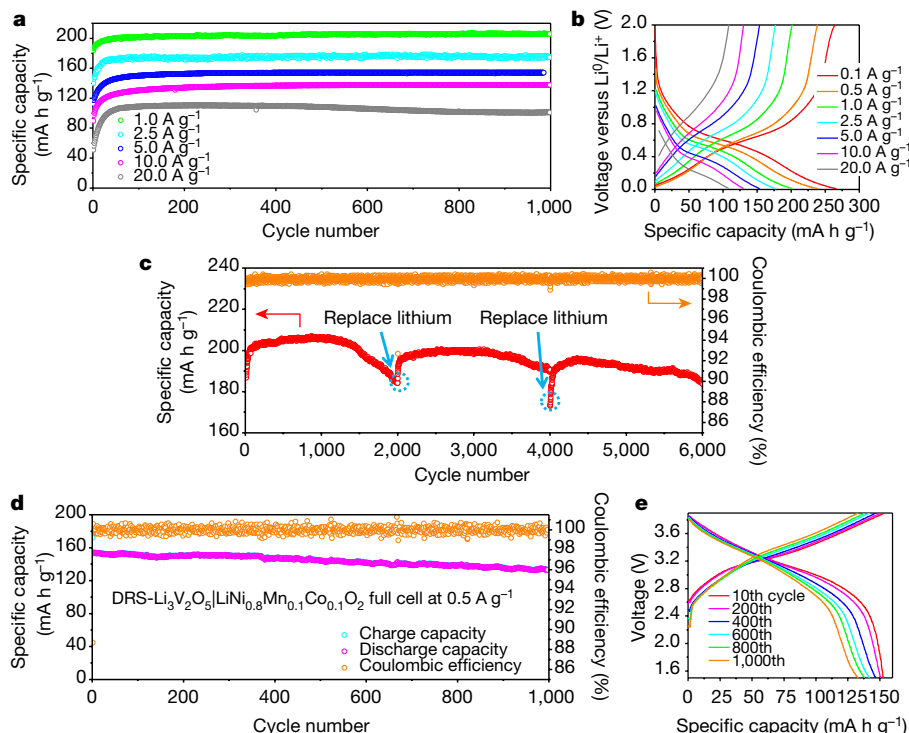 a
Specific capacity
(mA h g⁻¹)
200
160
120
80
40
0
1.0 A g⁻¹
2.5 A g⁻¹
5.0 A g⁻¹
10.0 A g⁻¹
20.0 A g⁻¹
0 200 400 600 800 1,000
Cycle number
b
Voltage versus Li⁰/Li⁺ (V)
2.0
1.6
1.2
0.8
0.4
0.0
0.1 A g⁻¹
0.5 A g⁻¹
1.0 A g⁻¹
2.5 A g⁻¹
5.0 A g⁻¹
10.0 A g⁻¹
20.0 A g⁻¹
0 50 100 150 200 250 300
Specific capacity (mA h g⁻¹)
c
Specific capacity
(mA h g⁻¹)
240
220
200
180
160
Replace lithium
Replace lithium
100
98
96
94
92
90
88
86
Coulombic efficiency (%)
0 1,000 2,000 3,000 4,000 5,000 6,000
Cycle number
d
Specific capacity
(mA h g⁻¹)
200
160
120
80
40
0
DRS-Li₃V₂O₅|LiNi₀.₈Mn₀.₁Co₀.₁O₂ full cell at 0.5 A g⁻¹
Charge capacity
Discharge capacity
Coulombic efficiency
100
98
96
94
92
90
88
86
Coulombic efficiency (%)
0 200 400 600 800 1,000
Cycle number
e
Voltage (V)
3.6
3.2
2.8
2.4
2.0
1.6
10th cycle
200th
400th
600th
800th
1,000th
0 25 50 75 100 125 150
Specific capacity (mA h g⁻¹)